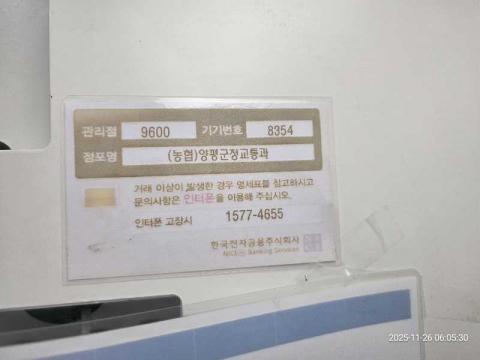 관리점 9600 기기번호 8354
점포명 (농협)양평군청교통과
거래 이상이 발생한 경우 명세표를 참고하시고
문의사항은 인터폰을 이용해 주십시오.
인터폰 고장시 1577-4655
한국전자금융주식회사
NICE Banking Services
2025-11-26 06:05:30